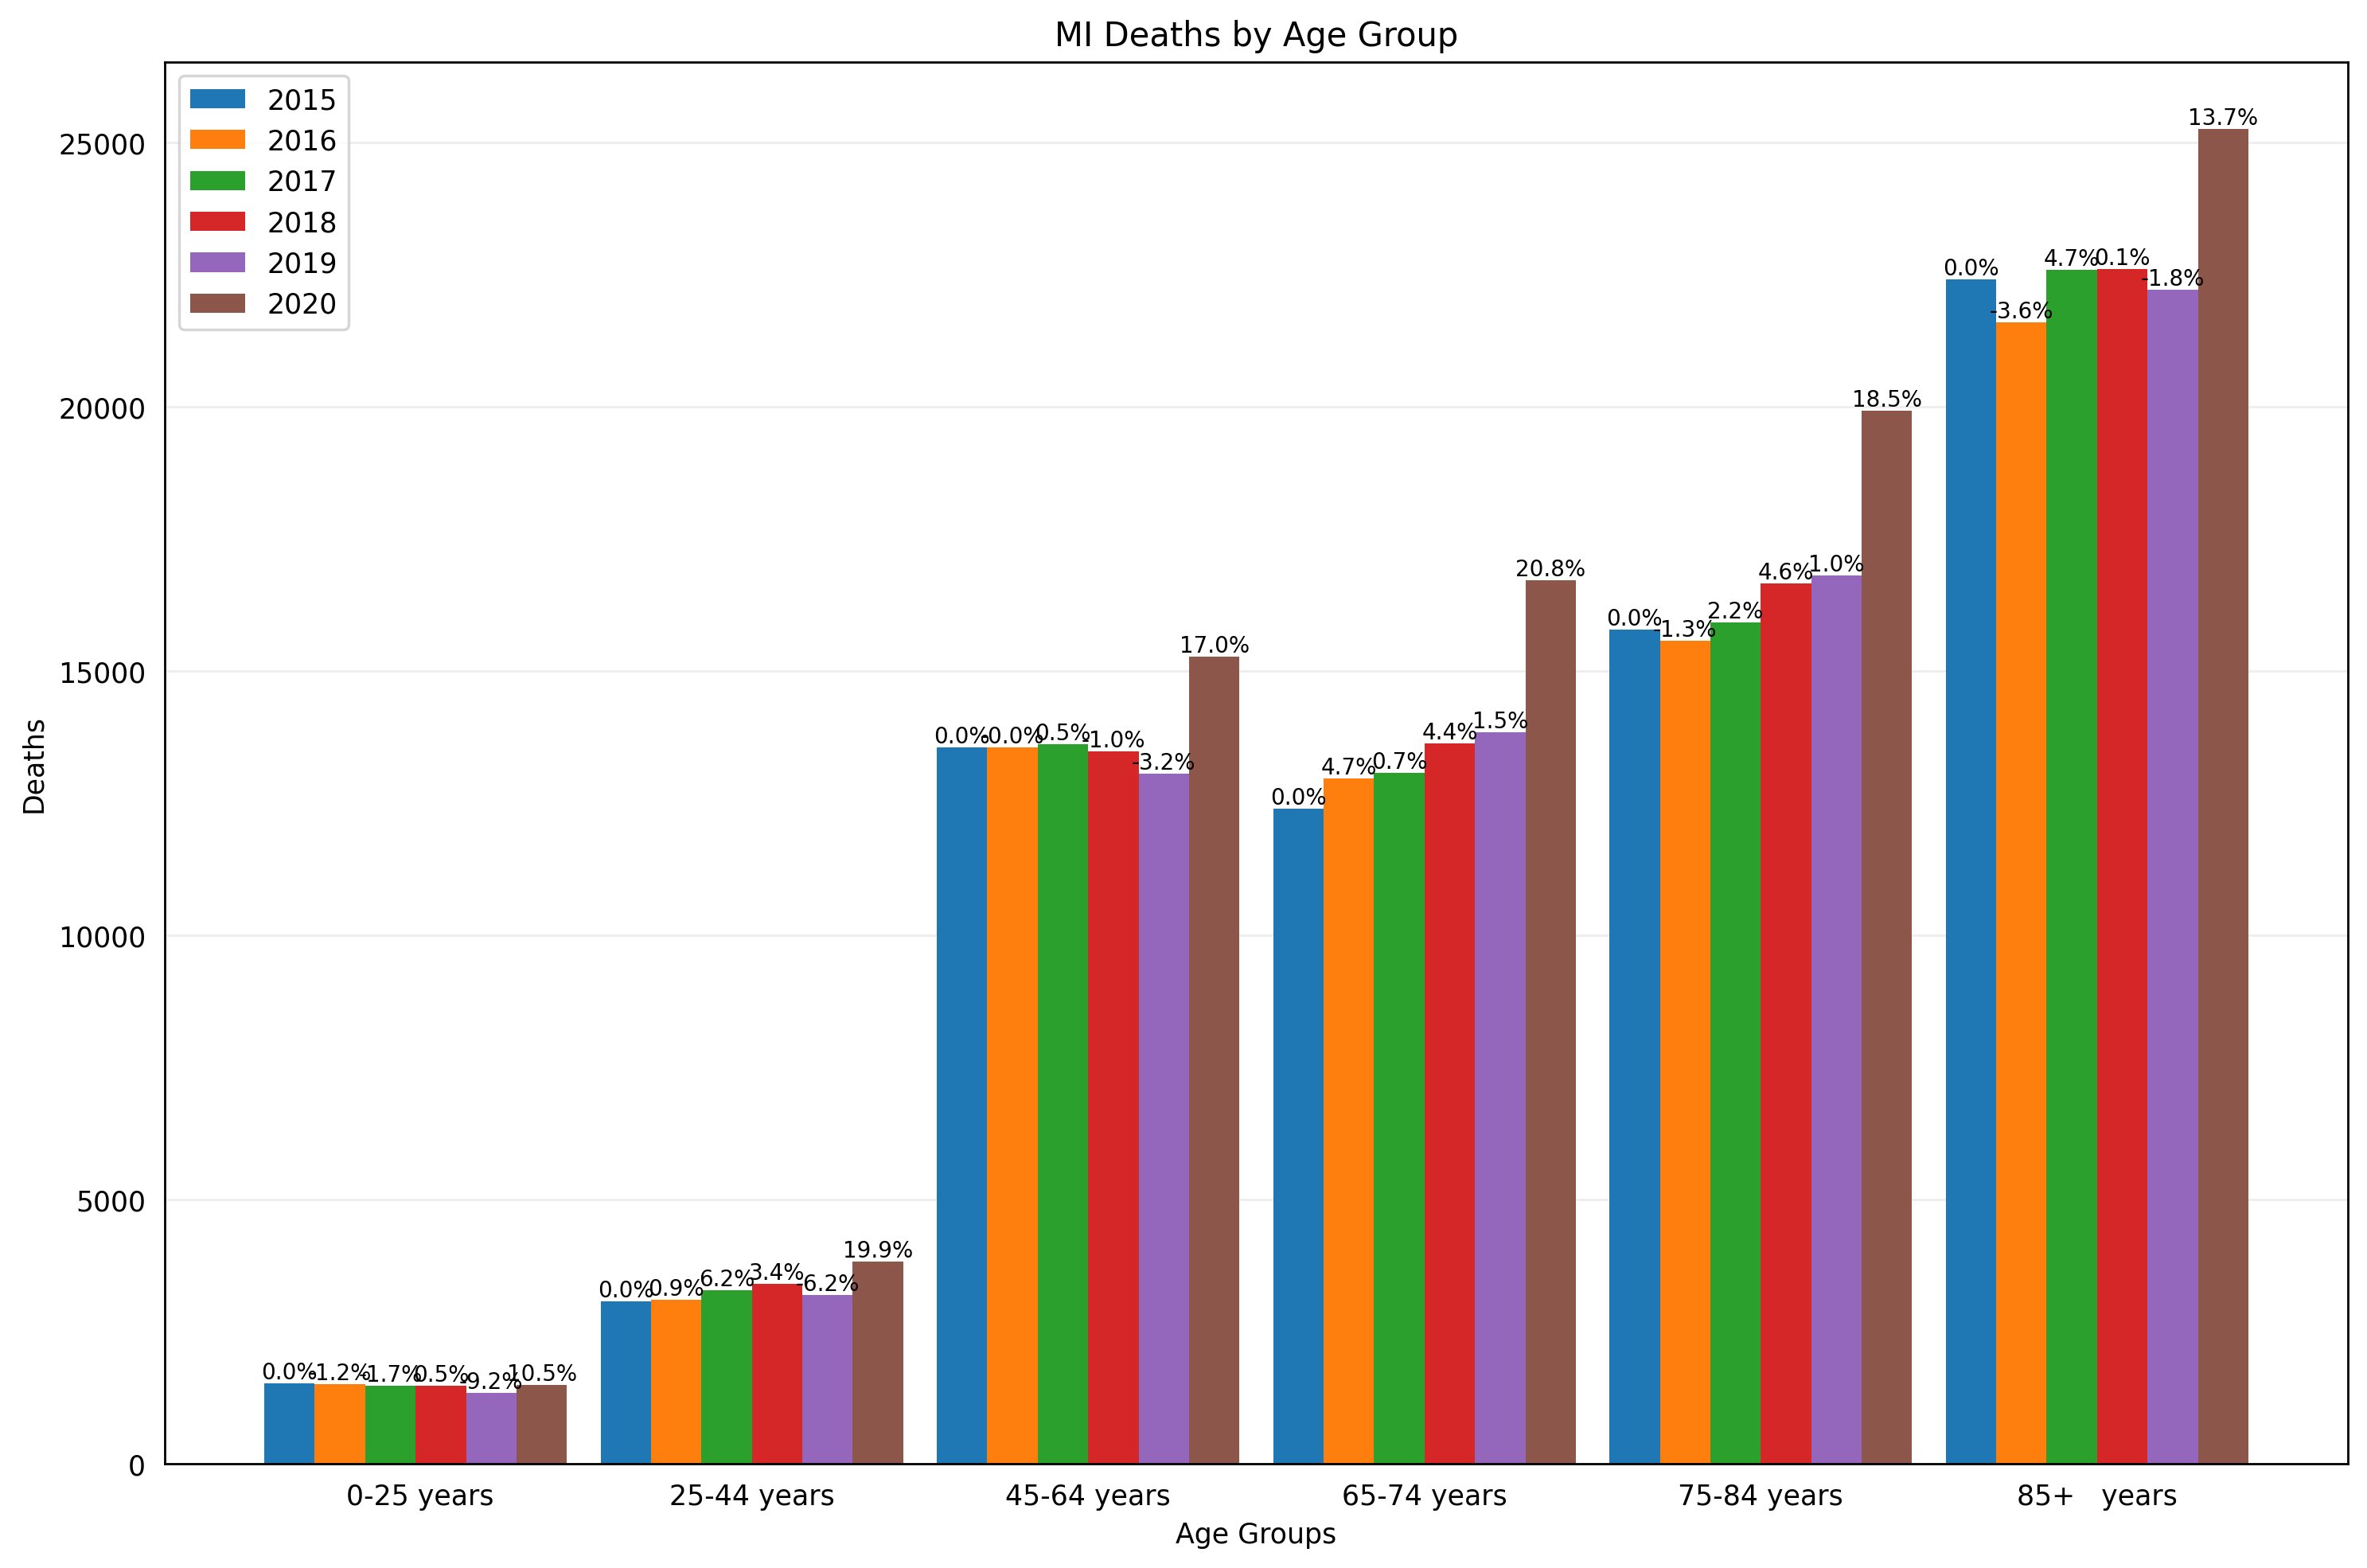 MI Deaths by Age Group
2015
2016
2017
2018
2019
2020
Deaths
25000
20000
15000
10000
5000
0
0.0% -1.2% -1.7% 0.5% -9.2% 10.5%
0.0% 0.9% 6.2% 3.4% -6.2% 19.9%
0.0% -0.0% 0.5% -1.0% -3.2% 17.0%
0.0% 4.7% 0.7% 4.4% 1.5% 20.8%
0.0% -1.3% 2.2% 4.6% 1.0% 18.5%
0.0% -3.6% 4.7% 0.1% -1.8% 13.7%
0-25 years 25-44 years 45-64 years 65-74 years 75-84 years 85+ years
Age Groups